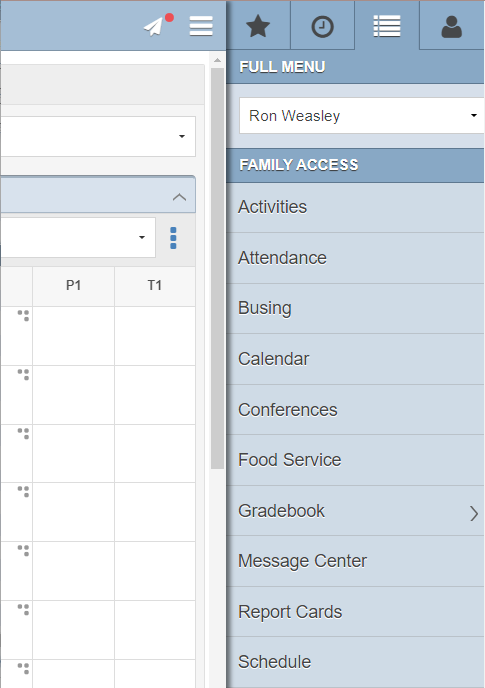 FULL MENU
Ron Weasley
FAMILY ACCESS
Activities
Attendance
Busing
Calendar
Conferences
Food Service
Gradebook
Message Center
Report Cards
Schedule
P1 T1